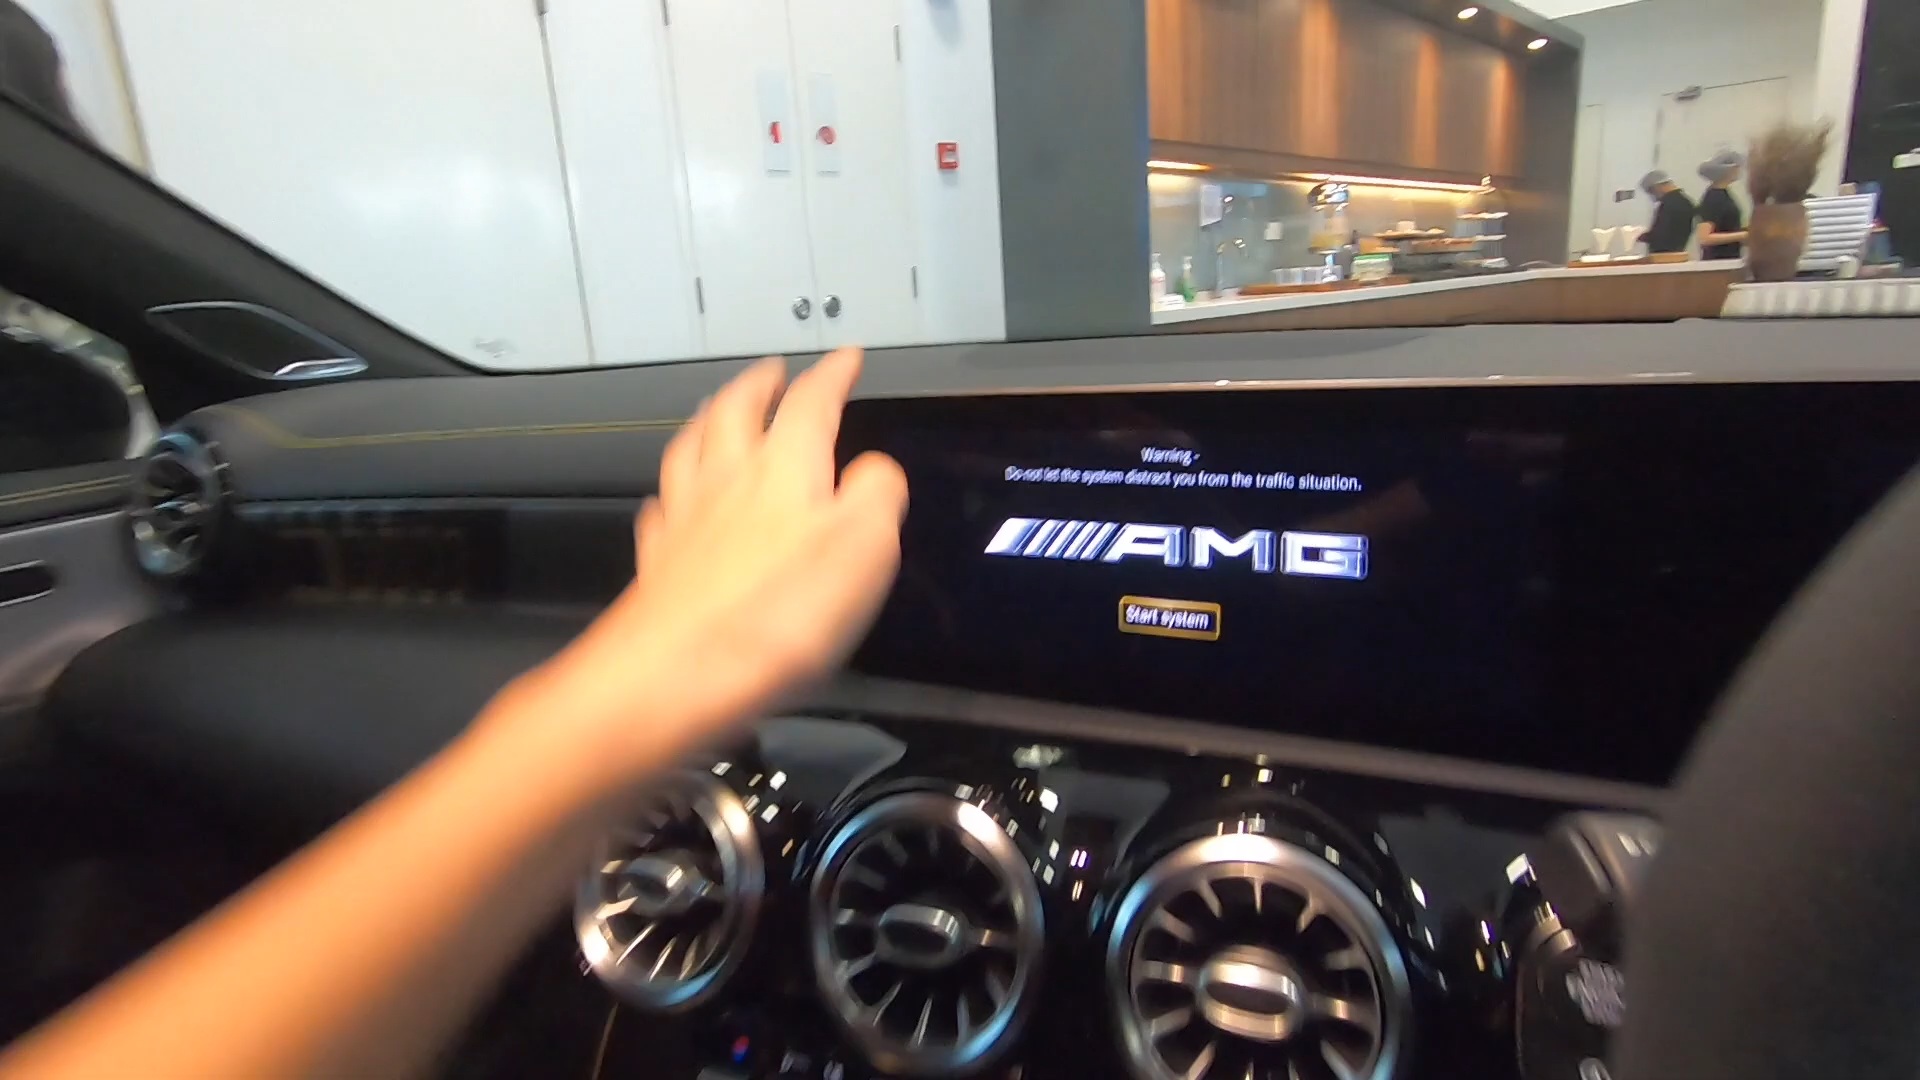 Warning -
Do not let the system distract you from the traffic situation.
AMG
Start system